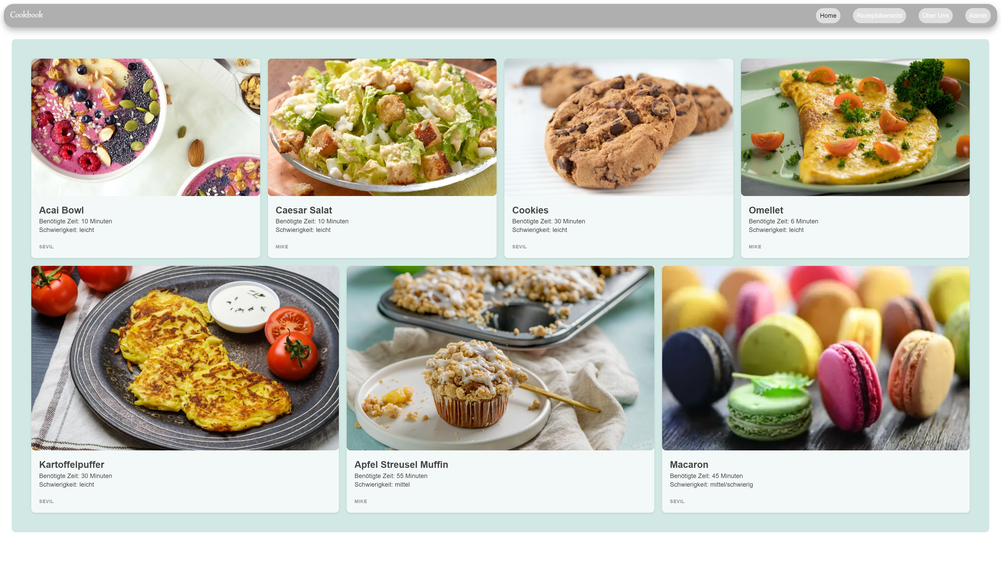 Cookbook
Home
Rezeptübersicht
Über Uns
Admin
Acai Bowl
Benötigte Zeit: 10 Minuten
Schwierigkeit: leicht
SEVIL
Caesar Salat
Benötigte Zeit: 10 Minuten
Schwierigkeit: leicht
MIKE
Cookies
Benötigte Zeit: 30 Minuten
Schwierigkeit: leicht
SEVIL
Omellet
Benötigte Zeit: 6 Minuten
Schwierigkeit: leicht
MIKE
Kartoffelpuffer
Benötigte Zeit: 30 Minuten
Schwierigkeit: leicht
SEVIL
Apfel Streusel Muffin
Benötigte Zeit: 55 Minuten
Schwierigkeit: mittel
MIKE
Macaron
Benötigte Zeit: 45 Minuten
Schwierigkeit: mittel/schwierig
SEVIL